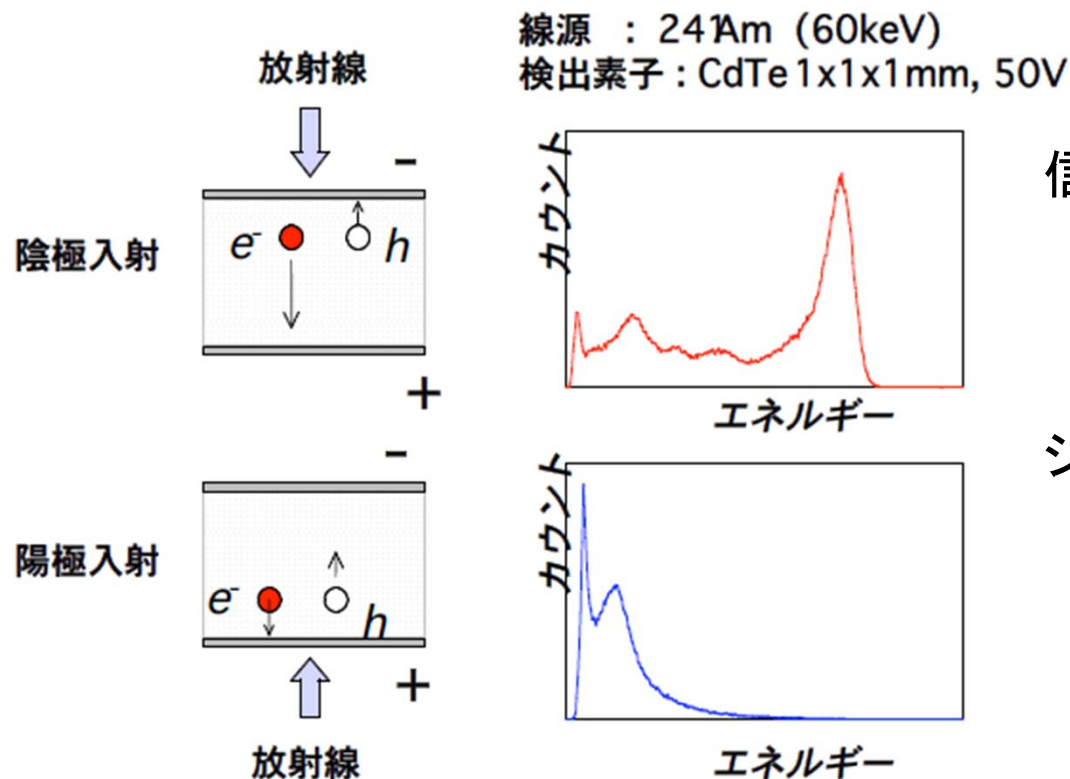 線源 : 241Am (60keV)
検出素子 : CdTe 1x1x1mm, 50V
放射線
-
陰極入射
e-
h
+
カウント
エネルギー
信
-
陽極入射
e-
h
+
放射線
カウント
エネルギー
シ